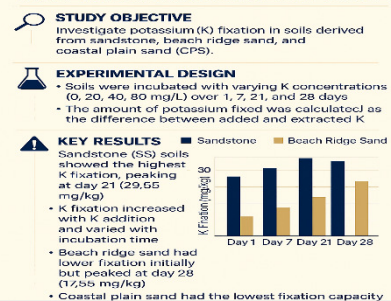 STUDY OBJECTIVE
Investigate potassium (K) fixation in soils derived
from sandstone, beach ridge sand, and
coastal plain sand (CPS).
EXPERIMENTAL DESIGN
• Soils were incubated with varying K concentrations
(0, 20, 40, 80 mg/L) over 1, 7, 21, and 28 days
• The amount of potassium fixed was calculatcJ as
the difference between added and extracted K
KEY RESULTS
Sandstone (SS) soils
showed the highest
K fixation, peaking
at day 21 (29,55
mg/kg)
• K fixation increased
with K addition
and varied with
incubation time
• Beach ridge sand had
lower fixation initially
but peaked at day 28
(17,55 mg/kg)
• Coastal plain sand had the lowest fixation capacity
Sandstone
Beach Ridge Sand
30
Day 1 Day 7 Day 21 Day 28